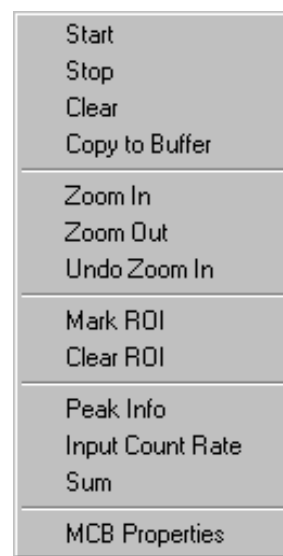 Start
Stop
Clear
Copy to Buffer
Zoom In
Zoom Out
Undo Zoom In
Mark ROI
Clear ROI
Peak Info
Input Count Rate
Sum
MCB Properties